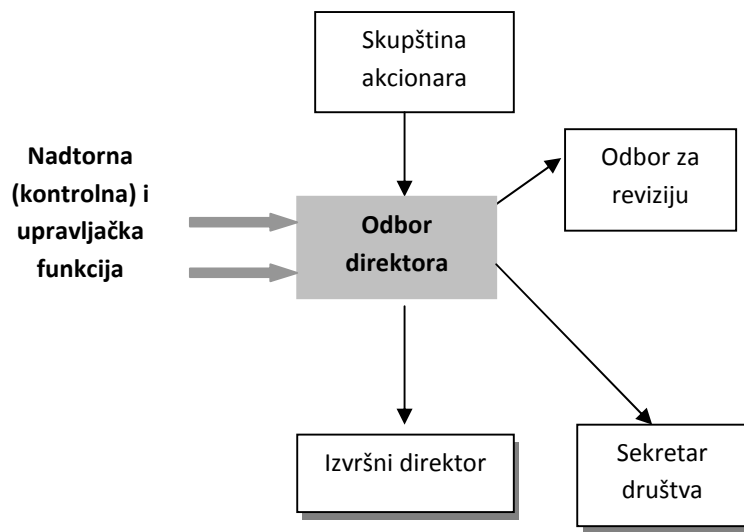 Skupština
akcionara
Nadtorna
(kontrolna) i
upravljačka
funkcija
Odbor za
reviziju
Odbor
direktora
Izvršni direktor
Sekretar
društva